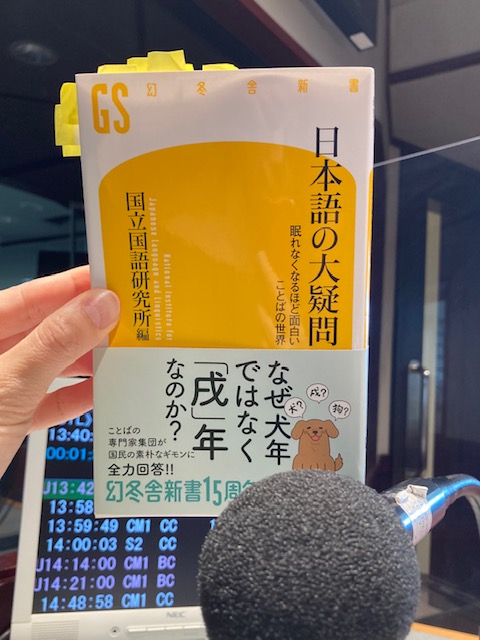 GS 幻冬舎新書
日本語の大疑問
眠れなくなるほど面白い
ことばの世界
国立国語研究所 編
National Institute for
Japanese Language and Linguistics
なぜ犬年
ではなく
「戌」年
なのか?
犬?
戌?
狗?
ことばの
専門家集団が
国民の素朴なギモンに
全力回答!!
幻冬舎新書15周
13:40:
00:01:
J13:42
13:58
13:59:49 CM1 CC
14:00:03 S2 CC
J14:14:00 CM1 BC
J14:21:00 CM1 BC
14:48:58 CM1 CC
NEC